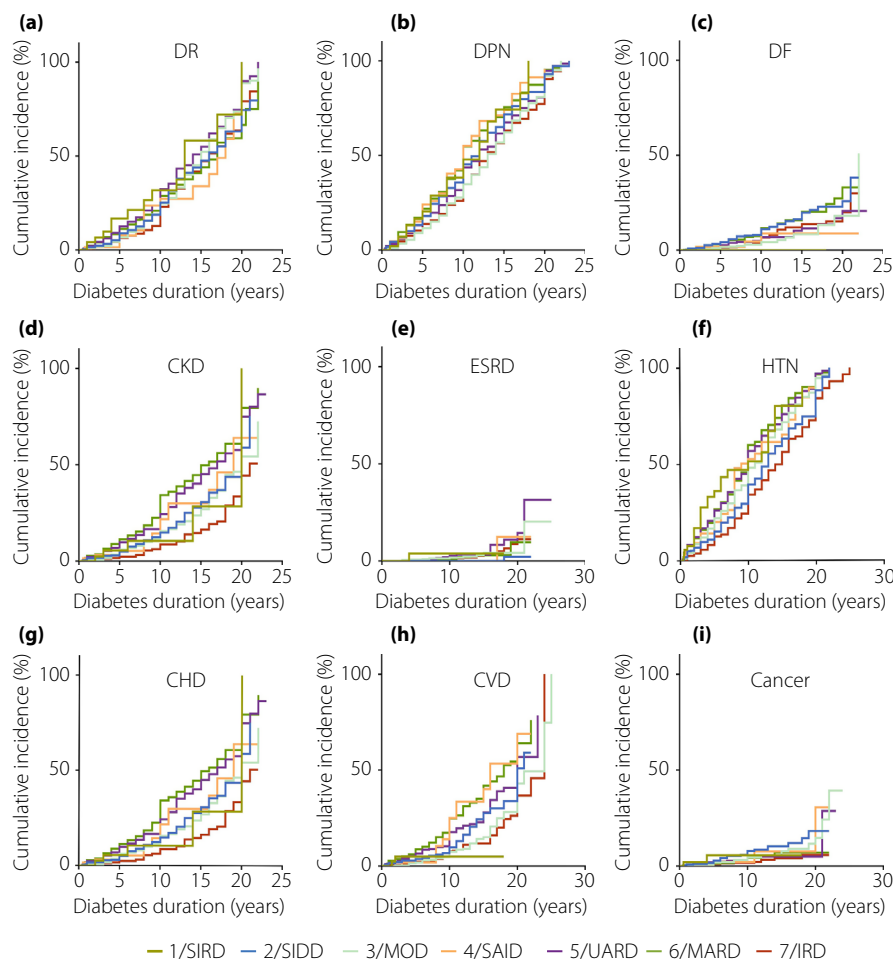 (a) (b) (c)
DR DPN DF
Cumulative incidence (%) Cumulative incidence (%) Cumulative incidence (%)
100 100 100
50 50 50
0 0 0
0 5 10 15 20 25 0 5 10 15 20 25 0 5 10 15 20 25
Diabetes duration (years) Diabetes duration (years) Diabetes duration (years)
(d) (e) (f)
CKD ESRD HTN
Cumulative incidence (%) Cumulative incidence (%) Cumulative incidence (%)
100 100 100
50 50 50
0 0 0
0 5 10 15 20 25 0 10 20 30 0 10 20 30
Diabetes duration (years) Diabetes duration (years) Diabetes duration (years)
(g) (h) (i)
CHD CVD Cancer
Cumulative incidence (%) Cumulative incidence (%) Cumulative incidence (%)
100 100 100
50 50 50
0 0 0
0 5 10 15 20 25 0 10 20 30 0 10 20 30
Diabetes duration (years) Diabetes duration (years) Diabetes duration (years)
1/SIRD 2/SIDD 3/MOD 4/SAID 5/UARD 6/MARD 7/IRD